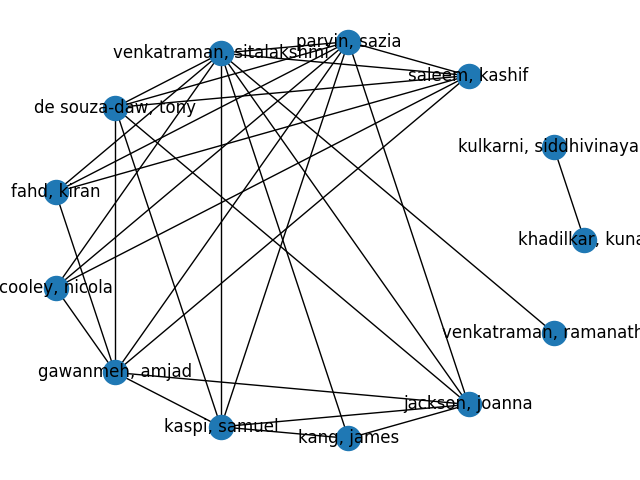 parvin, sazia
venkatraman, sitalakshmi
saleem, kashif
de souza-daw, tony
kulkarni, siddhivinaya
fahd, kiran
khadilkar, kuna
cooley, nicola
venkatraman, ramanath
gawanmeh, amjad
jackson, joanna
kaspi, samuel
kang, james